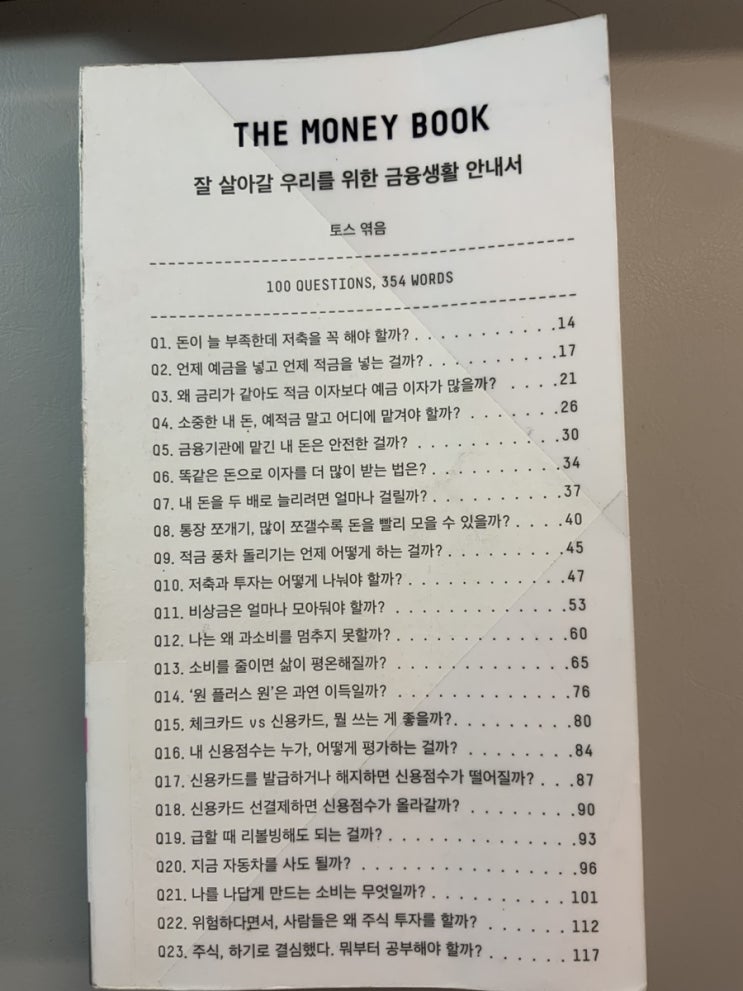 THE MONEY BOOK
잘 살아갈 우리를 위한 금융생활 안내서
토스 엮음
100 QUESTIONS, 354 WORDS
Q1. 돈이 늘 부족한데 저축을 꼭 해야 할까? . . . . . . . . . . .14
Q2. 언제 예금을 넣고 언제 적금을 넣는 걸까? . . . . . . . . . .17
Q3. 왜 금리가 같아도 적금 이자보다 예금 이자가 많을까? . . . .21
Q4. 소중한 내 돈, 예적금 말고 어디에 맡겨야 할까? . . . . . . .26
Q5. 금융기관에 맡긴 내 돈은 안전한 걸까? . . . . . . . . . . .30
Q6. 똑같은 돈으로 이자를 더 많이 받는 법은? . . . . . . . . . .34
Q7. 내 돈을 두 배로 늘리려면 얼마나 걸릴까? . . . . . . . . . .37
Q8. 통장 쪼개기, 많이 쪼갤수록 돈을 빨리 모을 수 있을까? . . . .40
Q9. 적금 풍차 돌리기는 언제 어떻게 하는 걸까? . . . . . . . . .45
Q10. 저축과 투자는 어떻게 나눠야 할까? . . . . . . . . . . . .47
Q11. 비상금은 얼마나 모아둬야 할까? . . . . . . . . . . . . .53
Q12. 나는 왜 과소비를 멈추지 못할까? . . . . . . . . . . . . .60
Q13. 소비를 줄이면 삶이 평온해질까? . . . . . . . . . . . . .65
Q14. ‘원 플러스 원’은 과연 이득일까? . . . . . . . . . . . . .76
Q15. 체크카드 vs 신용카드, 뭘 쓰는 게 좋을까?. . . . . . . . .80
Q16. 내 신용점수는 누가, 어떻게 평가하는 걸까? . . . . . . . .84
Q17. 신용카드를 발급하거나 해지하면 신용점수가 떨어질까? . . .87
Q18. 신용카드 선결제하면 신용점수가 올라갈까? . . . . . . . .90
Q19. 급할 때 리볼빙해도 되는 걸까? . . . . . . . . . . . . . .93
Q20. 지금 자동차를 사도 될까? . . . . . . . . . . . . . . . .96
Q21. 나를 나답게 만드는 소비는 무엇일까? . . . . . . . . . . 101
Q22. 위험하다면서, 사람들은 왜 주식 투자를 할까? . . . . . . 112
Q23. 주식, 하기로 결심했다. 뭐부터 공부해야 할까? . . . . . . 117